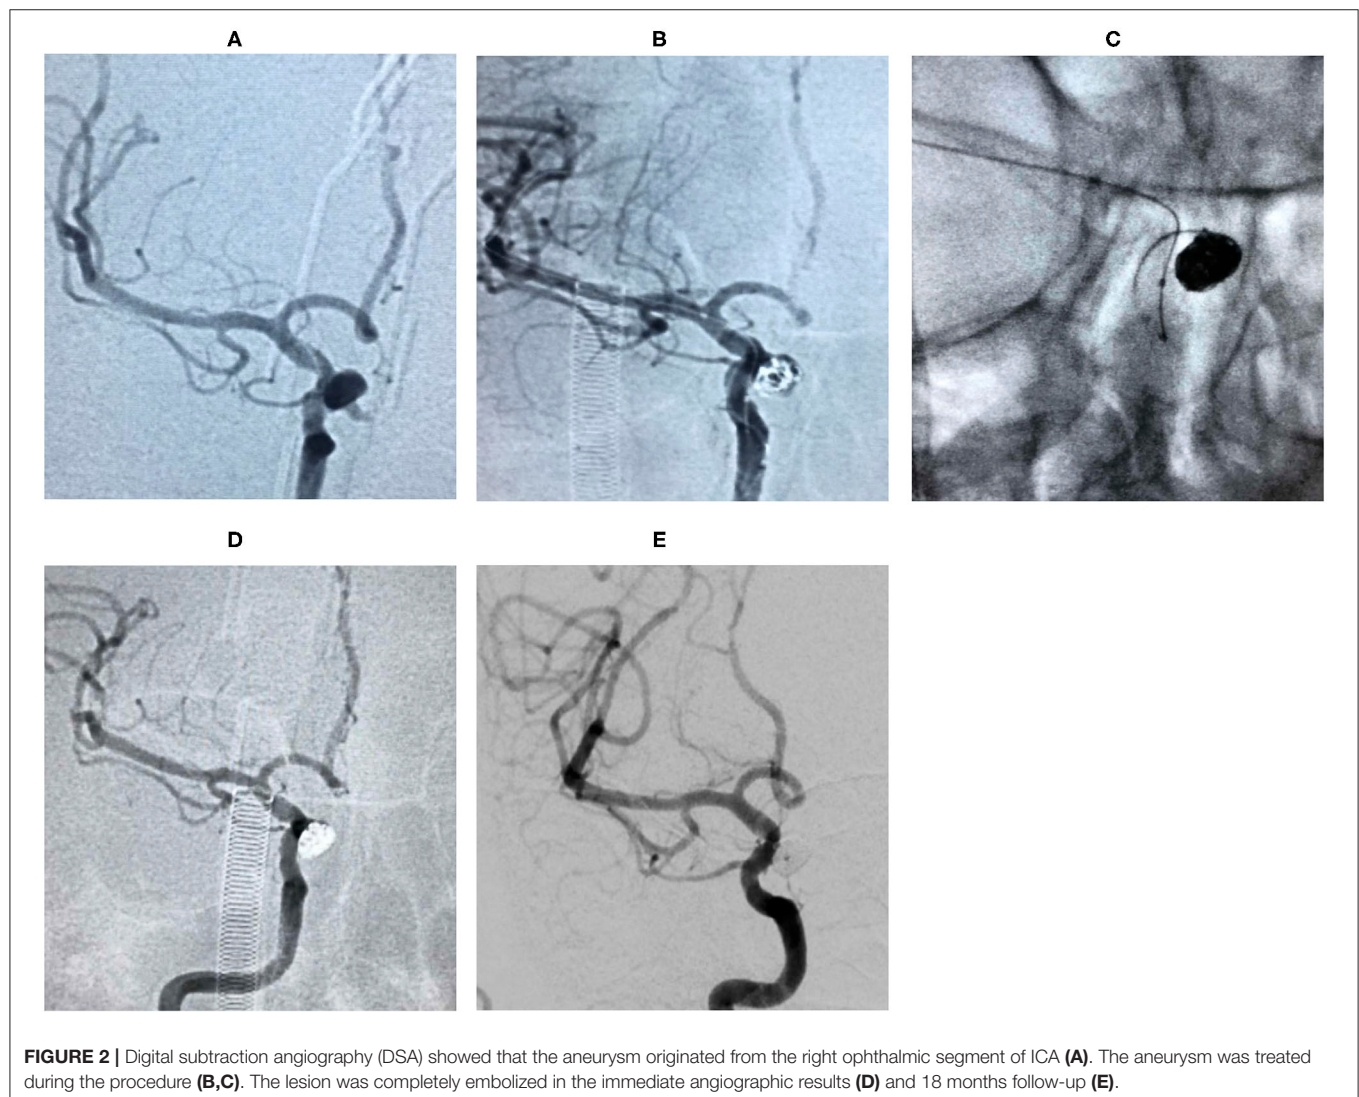 A
B
C
D
E
FIGURE 2 | Digital subtraction angiography (DSA) showed that the aneurysm originated from the right ophthalmic segment of ICA (A). The aneurysm was treated
during the procedure (B,C). The lesion was completely embolized in the immediate angiographic results (D) and 18 months follow-up (E).